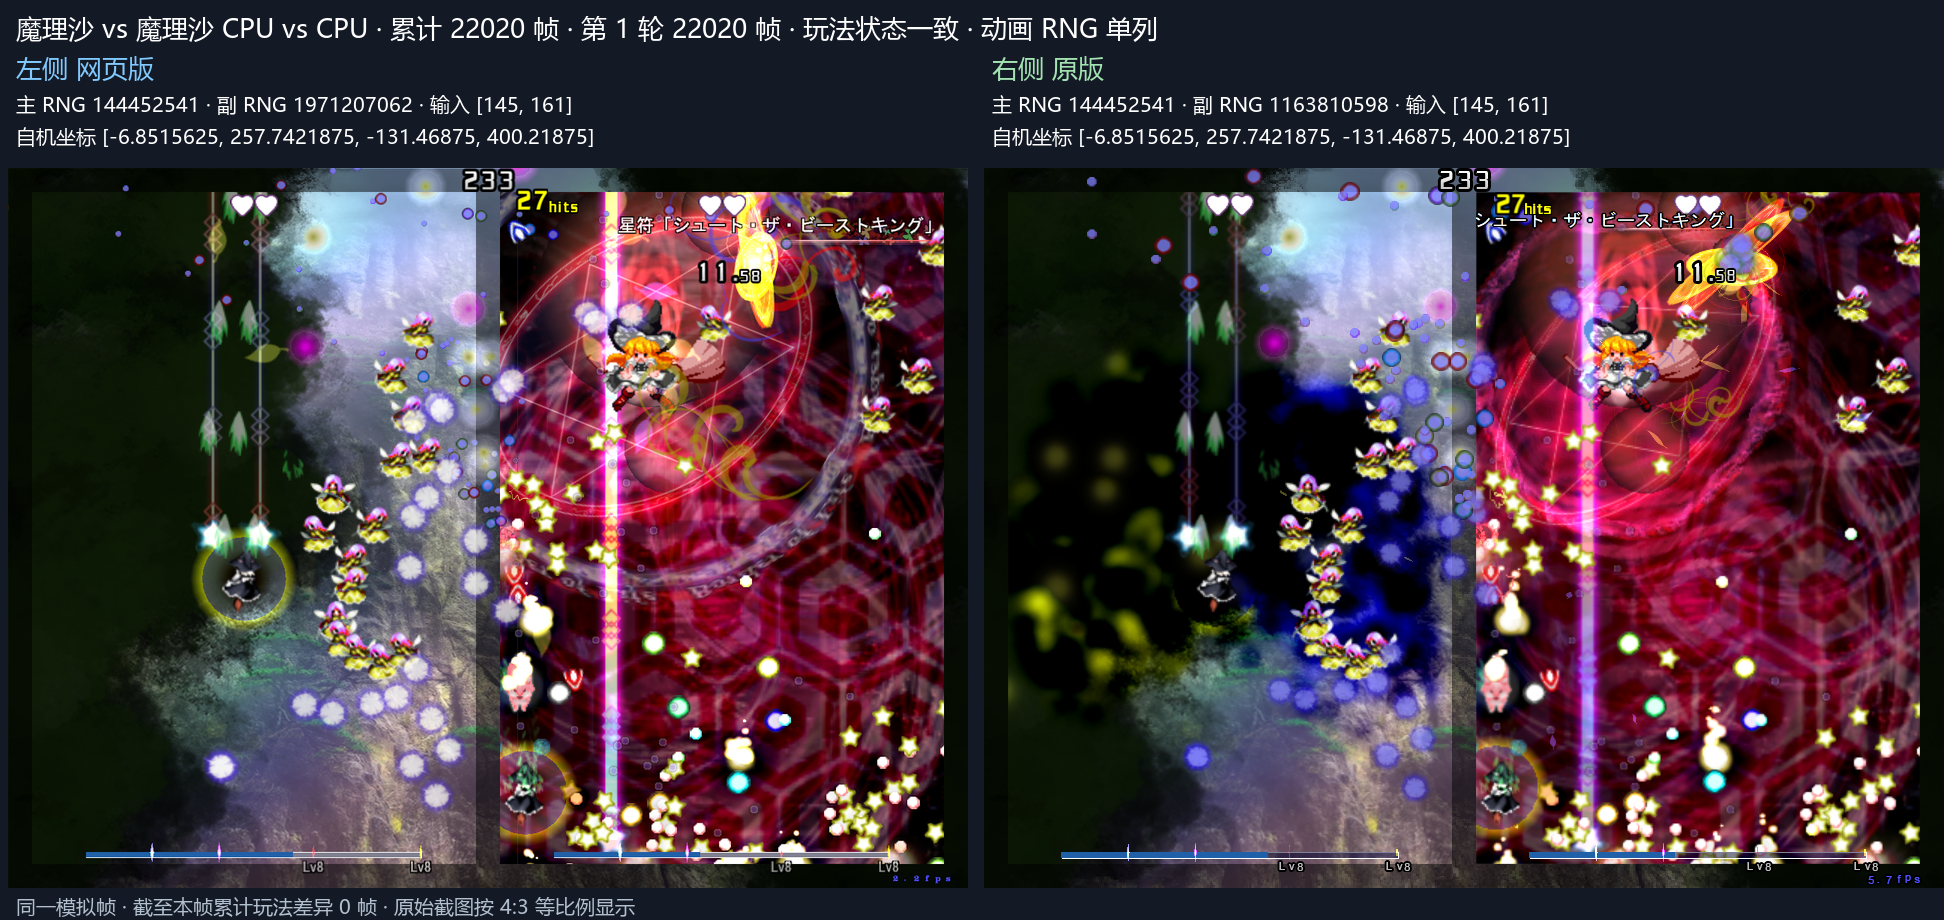 魔理沙 vs 魔理沙 CPU vs CPU · 累计 22020 帧 · 第 1 轮 22020 帧 · 玩法状态一致 · 动画 RNG 单列
左侧 网页版
主 RNG 144452541 · 副 RNG 1971207062 · 输入 [145, 161]
自机坐标 [-6.8515625, 257.7421875, -131.46875, 400.21875]
233
27hits
星符「シュート・ザ・ビーストキング」
11.58
Lv8
Lv8
Lv8
Lv8
2.2fps
右侧 原版
主 RNG 144452541 · 副 RNG 1163810598 · 输入 [145, 161]
自机坐标 [-6.8515625, 257.7421875, -131.46875, 400.21875]
233
27hits
シュート・ザ・ビーストキング」
11.58
Lv8
Lv8
Lv8
Lv8
5.7fps
同一模拟帧 · 截至本帧累计玩法差异 0 帧 · 原始截图按 4:3 等比例显示